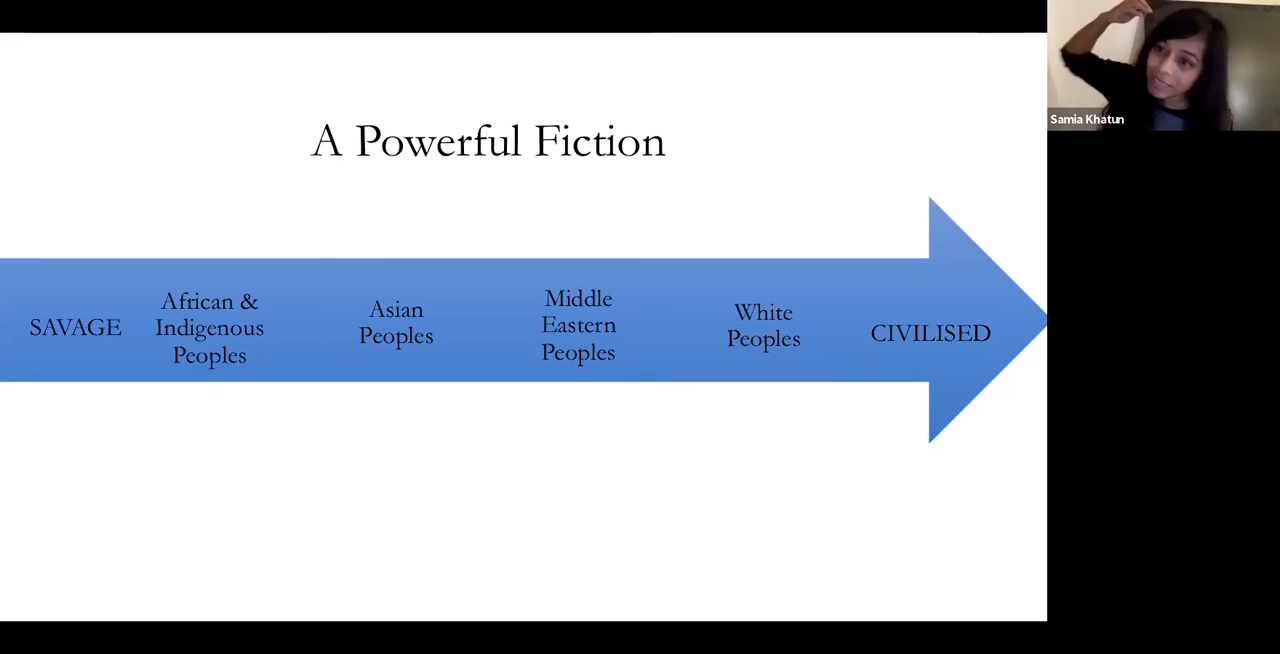 Samia Khatun
A Powerful Fiction
SAVAGE
African &
Indigenous
Peoples
Asian
Peoples
Middle
Eastern
Peoples
White
Peoples
CIVILISED